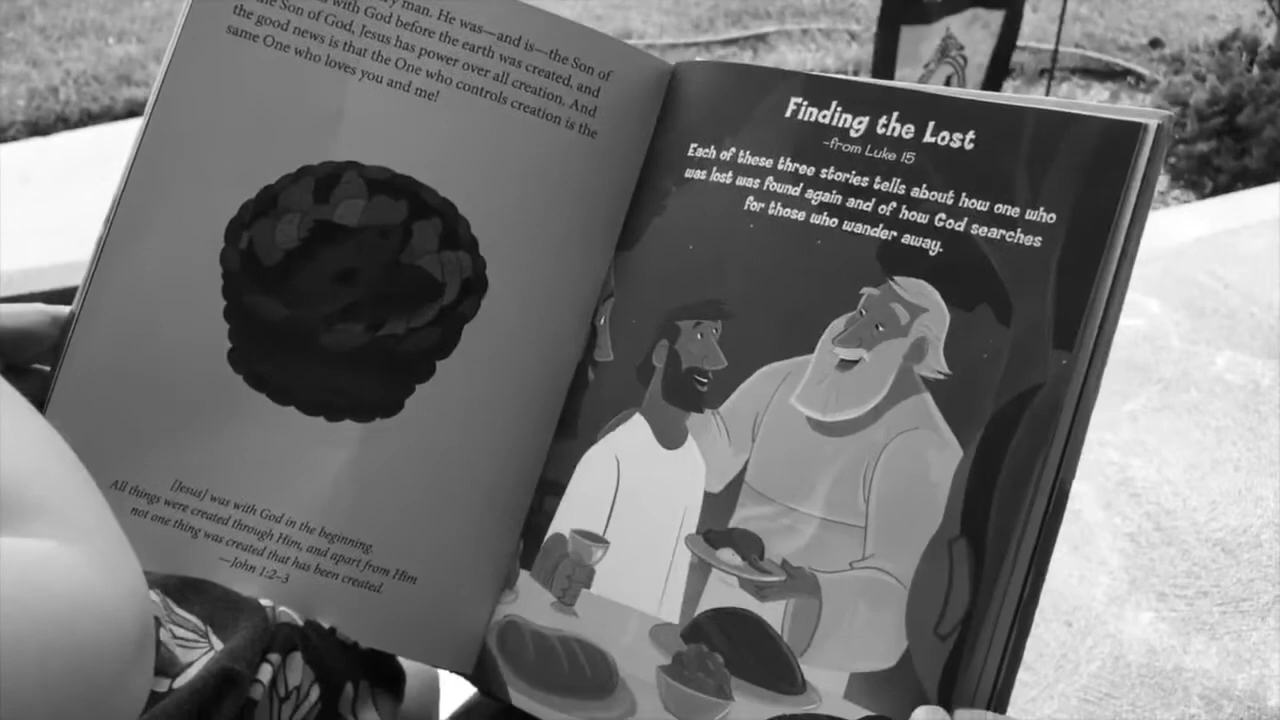 man. He was—and is—the Son of
with God before the earth was created, and
the Son of God, Jesus has power over all creation. And
the good news is that the One who controls creation is the
same One who loves you and me!
[Jesus] was with God in the beginning.
All things were created through Him, and apart from Him
not one thing was created that has been created.
—John 1:2–3
Finding the Lost
–from Luke 15
Each of these three stories tells about how one who
was lost was found again and of how God searches
for those who wander away.